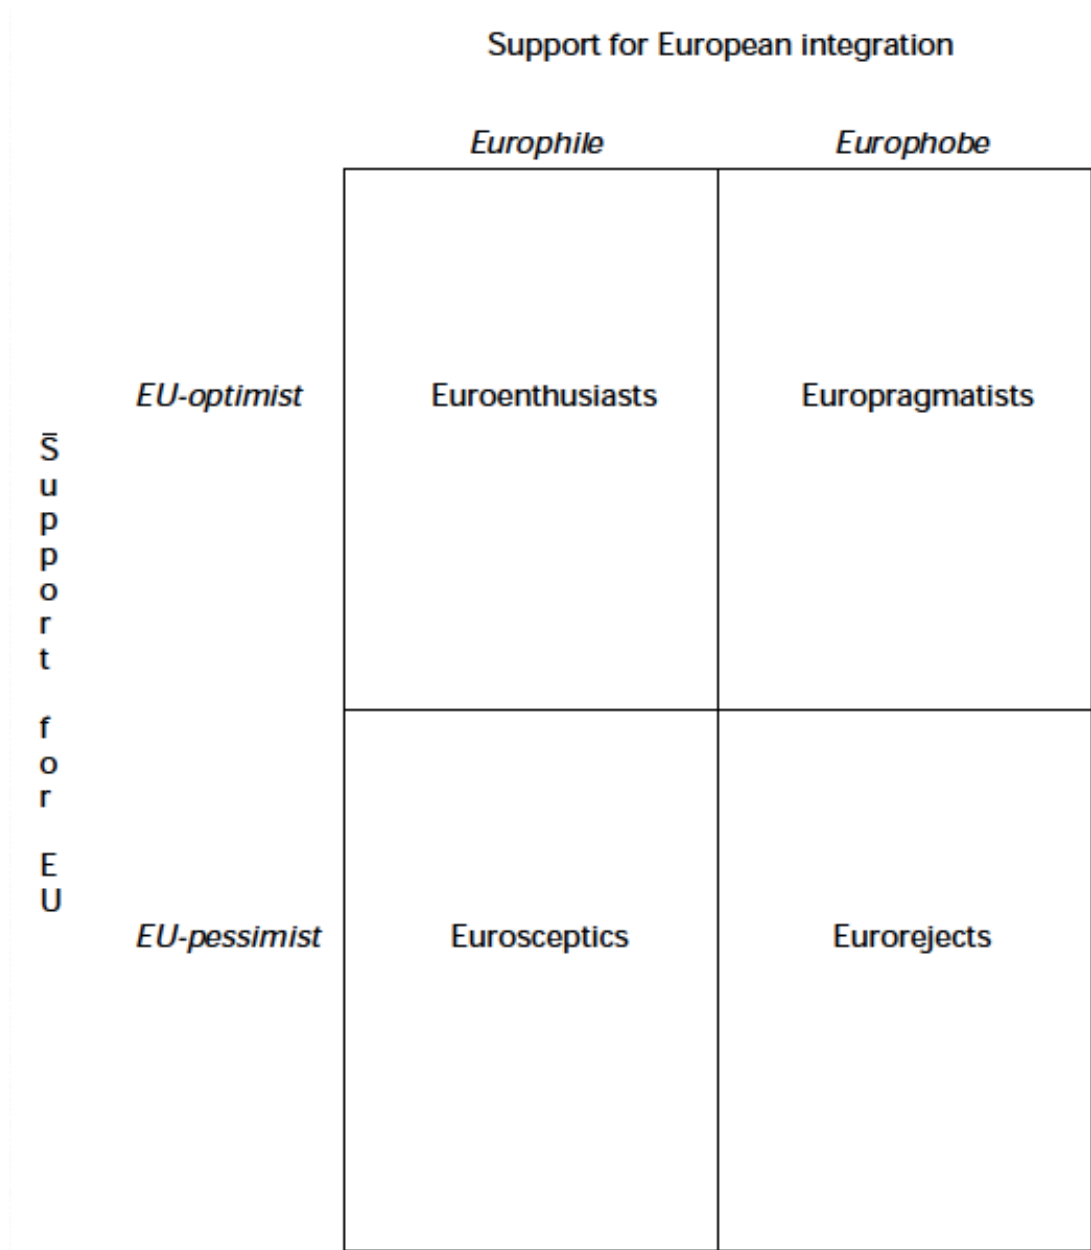 Support for European integration
Europhile Europhobe
EU-optimist Euroenthusiasts Europragmatists
Support for EU
EU-pessimist Eurosceptics Eurorejects